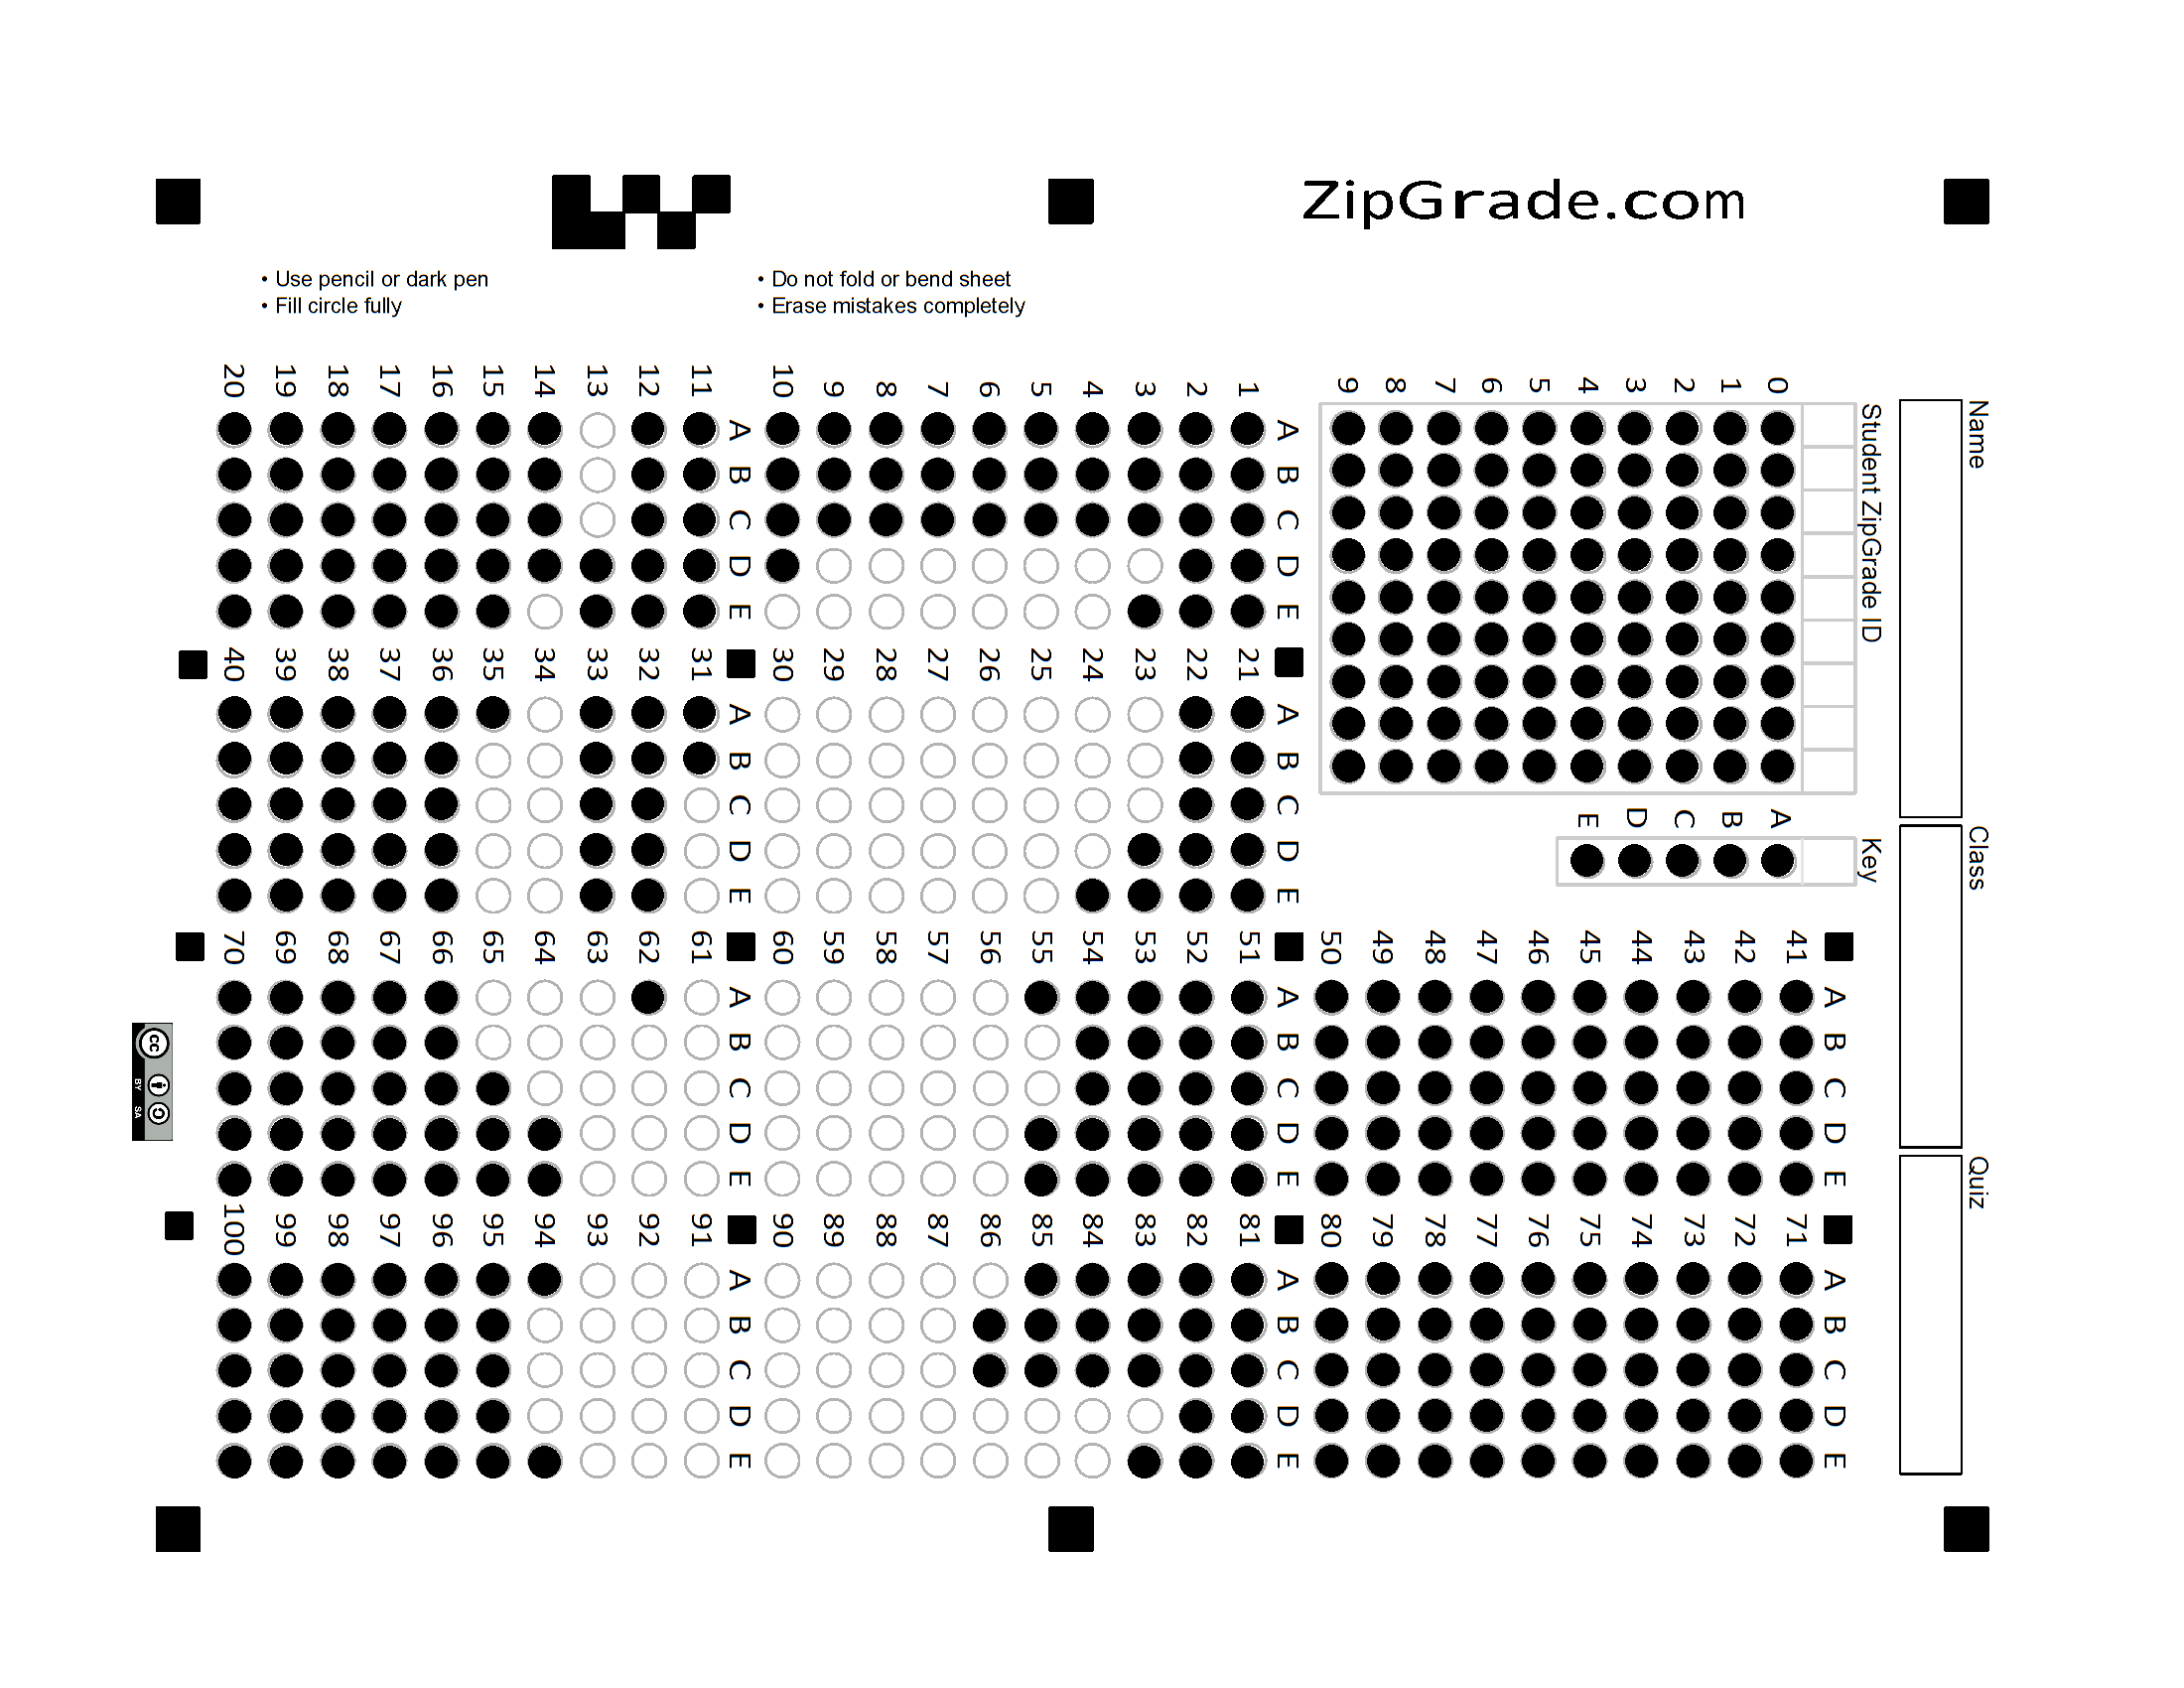 ZipGrade.com
• Use pencil or dark pen
• Fill circle fully
• Do not fold or bend sheet
• Erase mistakes completely
Name
Class
Quiz
Student ZipGrade ID
0 1 2 3 4 5 6 7 8 9
Key
A B C D E
A B C D E
1 2 3 4 5 6 7 8 9 10
A B C D E
11 12 13 14 15 16 17 18 19 20
A B C D E
21 22 23 24 25 26 27 28 29 30
A B C D E
31 32 33 34 35 36 37 38 39 40
A B C D E
41 42 43 44 45 46 47 48 49 50
A B C D E
51 52 53 54 55 56 57 58 59 60
A B C D E
61 62 63 64 65 66 67 68 69 70
A B C D E
71 72 73 74 75 76 77 78 79 80
A B C D E
81 82 83 84 85 86 87 88 89 90
A B C D E
91 92 93 94 95 96 97 98 99 100
cc
BY SA